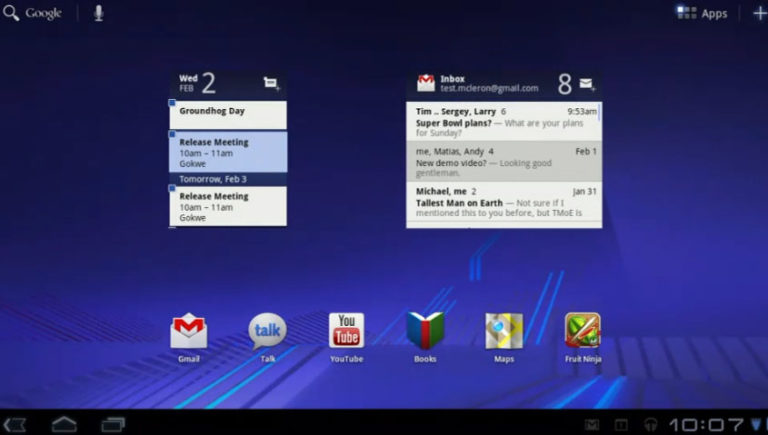 Google
Apps
Wed
FEB
2
Groundhog Day
Release Meeting
10am – 11am
Gokwe
Tomorrow, Feb 3
Release Meeting
10am – 11am
Gokwe
Inbox
test.mcleron@gmail.com
8
Tim .. Sergey, Larry 6 9:53am
Super Bowl plans? — What are your plans
for Sunday?
me, Matias, Andy 4 Feb 1
New demo video? — Looking good
gentleman.
Michael, me 2 Jan 31
Tallest Man on Earth — Not sure if I
mentioned this to you before, but TMoE is
You
Tube
talk
Gmail
Talk
YouTube
Books
Maps
Fruit Ninja
10:07